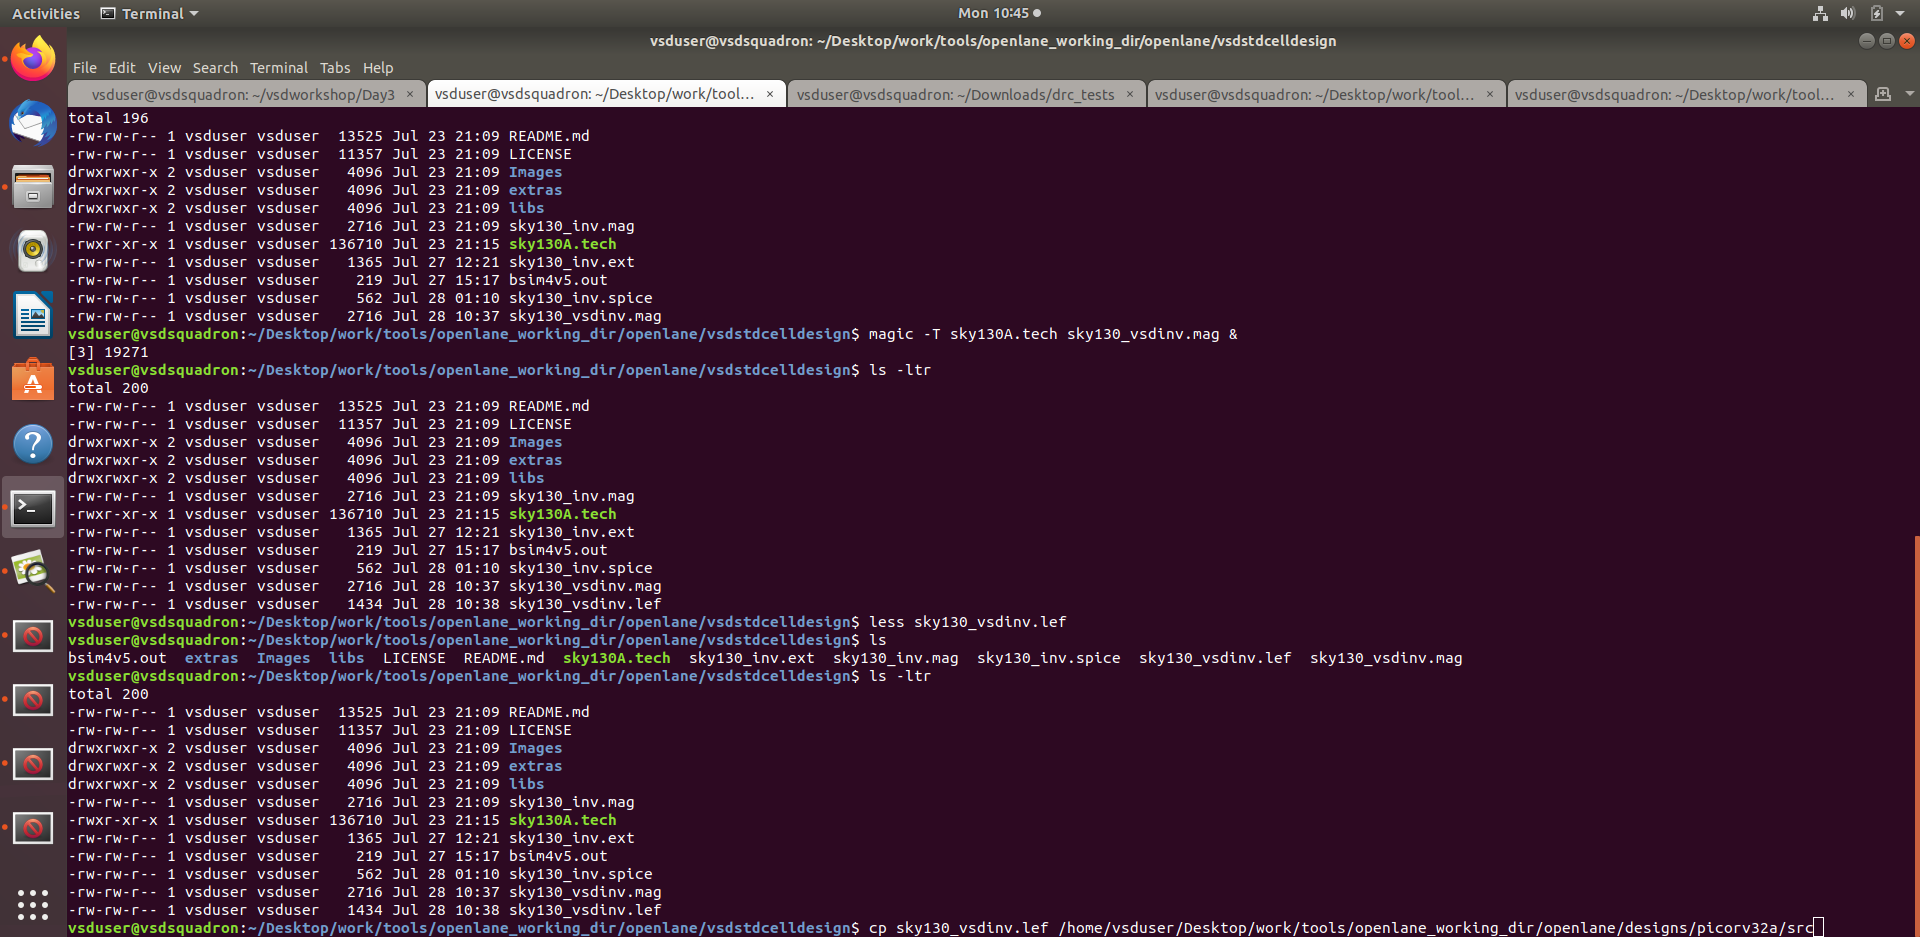 Activities Terminal Mon 10:45
vsduser@vsdsquadron: ~/Desktop/work/tools/openlane_working_dir/openlane/vsdstdcelldesign
File Edit View Search Terminal Tabs Help
vsduser@vsdsquadron: ~/vsdworkshop/Day3 × vsduser@vsdsquadron: ~/Desktop/work/tool... × vsduser@vsdsquadron: ~/Downloads/drc_tests × vsduser@vsdsquadron: ~/Desktop/work/tool... × vsduser@vsdsquadron: ~/Desktop/work/tool... ×
total 196
-rw-rw-r-- 1 vsduser vsduser  13525 Jul 23 21:09 README.md
-rw-rw-r-- 1 vsduser vsduser  11357 Jul 23 21:09 LICENSE
drwxrwxr-x 2 vsduser vsduser   4096 Jul 23 21:09 Images
drwxrwxr-x 2 vsduser vsduser   4096 Jul 23 21:09 extras
drwxrwxr-x 2 vsduser vsduser   4096 Jul 23 21:09 libs
-rw-rw-r-- 1 vsduser vsduser   2716 Jul 23 21:09 sky130_inv.mag
-rwxr-xr-x 1 vsduser vsduser 136710 Jul 23 21:15 sky130A.tech
-rw-rw-r-- 1 vsduser vsduser   1365 Jul 27 12:21 sky130_inv.ext
-rw-rw-r-- 1 vsduser vsduser    219 Jul 27 15:17 bsim4v5.out
-rw-rw-r-- 1 vsduser vsduser    562 Jul 28 01:10 sky130_inv.spice
-rw-rw-r-- 1 vsduser vsduser   2716 Jul 28 10:37 sky130_vsdinv.mag
vsduser@vsdsquadron:~/Desktop/work/tools/openlane_working_dir/openlane/vsdstdcelldesign$ magic -T sky130A.tech sky130_vsdinv.mag &
[3] 19271
vsduser@vsdsquadron:~/Desktop/work/tools/openlane_working_dir/openlane/vsdstdcelldesign$ ls -ltr
total 200
-rw-rw-r-- 1 vsduser vsduser  13525 Jul 23 21:09 README.md
-rw-rw-r-- 1 vsduser vsduser  11357 Jul 23 21:09 LICENSE
drwxrwxr-x 2 vsduser vsduser   4096 Jul 23 21:09 Images
drwxrwxr-x 2 vsduser vsduser   4096 Jul 23 21:09 extras
drwxrwxr-x 2 vsduser vsduser   4096 Jul 23 21:09 libs
-rw-rw-r-- 1 vsduser vsduser   2716 Jul 23 21:09 sky130_inv.mag
-rwxr-xr-x 1 vsduser vsduser 136710 Jul 23 21:15 sky130A.tech
-rw-rw-r-- 1 vsduser vsduser   1365 Jul 27 12:21 sky130_inv.ext
-rw-rw-r-- 1 vsduser vsduser    219 Jul 27 15:17 bsim4v5.out
-rw-rw-r-- 1 vsduser vsduser    562 Jul 28 01:10 sky130_inv.spice
-rw-rw-r-- 1 vsduser vsduser   2716 Jul 28 10:37 sky130_vsdinv.mag
-rw-rw-r-- 1 vsduser vsduser   1434 Jul 28 10:38 sky130_vsdinv.lef
vsduser@vsdsquadron:~/Desktop/work/tools/openlane_working_dir/openlane/vsdstdcelldesign$ less sky130_vsdinv.lef
vsduser@vsdsquadron:~/Desktop/work/tools/openlane_working_dir/openlane/vsdstdcelldesign$ ls
bsim4v5.out  extras  Images  libs  LICENSE  README.md  sky130A.tech  sky130_inv.ext  sky130_inv.mag  sky130_inv.spice  sky130_vsdinv.lef  sky130_vsdinv.mag
vsduser@vsdsquadron:~/Desktop/work/tools/openlane_working_dir/openlane/vsdstdcelldesign$ ls -ltr
total 200
-rw-rw-r-- 1 vsduser vsduser  13525 Jul 23 21:09 README.md
-rw-rw-r-- 1 vsduser vsduser  11357 Jul 23 21:09 LICENSE
drwxrwxr-x 2 vsduser vsduser   4096 Jul 23 21:09 Images
drwxrwxr-x 2 vsduser vsduser   4096 Jul 23 21:09 extras
drwxrwxr-x 2 vsduser vsduser   4096 Jul 23 21:09 libs
-rw-rw-r-- 1 vsduser vsduser   2716 Jul 23 21:09 sky130_inv.mag
-rwxr-xr-x 1 vsduser vsduser 136710 Jul 23 21:15 sky130A.tech
-rw-rw-r-- 1 vsduser vsduser   1365 Jul 27 12:21 sky130_inv.ext
-rw-rw-r-- 1 vsduser vsduser    219 Jul 27 15:17 bsim4v5.out
-rw-rw-r-- 1 vsduser vsduser    562 Jul 28 01:10 sky130_inv.spice
-rw-rw-r-- 1 vsduser vsduser   2716 Jul 28 10:37 sky130_vsdinv.mag
-rw-rw-r-- 1 vsduser vsduser   1434 Jul 28 10:38 sky130_vsdinv.lef
vsduser@vsdsquadron:~/Desktop/work/tools/openlane_working_dir/openlane/vsdstdcelldesign$ cp sky130_vsdinv.lef /home/vsduser/Desktop/work/tools/openlane_working_dir/openlane/designs/picorv32a/src